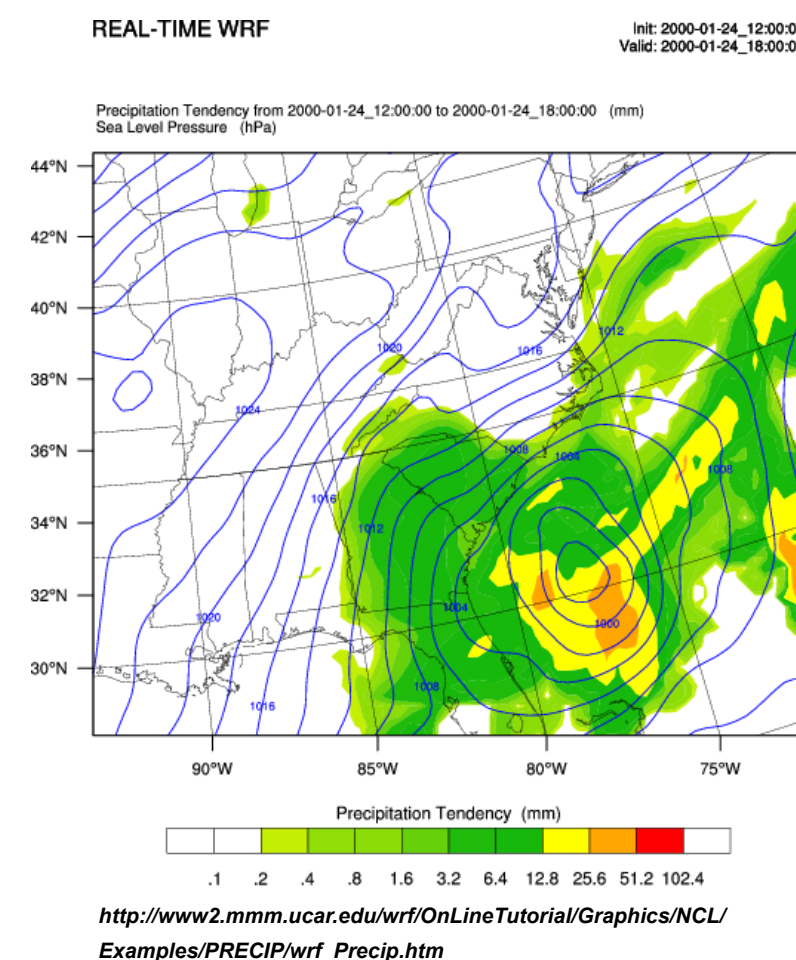 REAL-TIME WRF
Init: 2000-01-24_12:00:0
Valid: 2000-01-24_18:00:0
Precipitation Tendency from 2000-01-24_12:00:00 to 2000-01-24_18:00:00 (mm)
Sea Level Pressure (hPa)
44°N
42°N
40°N
38°N
36°N
34°N
32°N
30°N
1012
1020
1016
1024
1008
1004
1008
1016
1012
1004
1000
1020
1008
1016
90°W
85°W
80°W
75°W
Precipitation Tendency (mm)
.1 .2 .4 .8 1.6 3.2 6.4 12.8 25.6 51.2 102.4
http://www2.mmm.ucar.edu/wrf/OnLineTutorial/Graphics/NCL/
Examples/PRECIP/wrf_Precip.htm